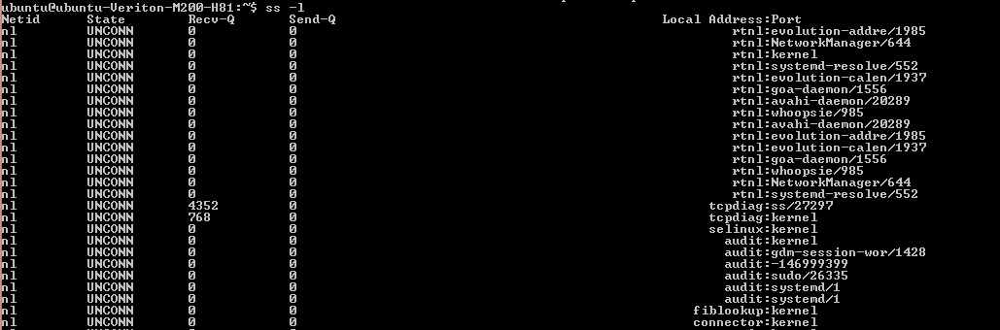 ubuntu@ubuntu-Veriton-M200-H81:~$ ss -l
Netid State Recv-Q Send-Q Local Address:Port
nl UNCONN 0 0 rtnl:evolution-addre/1985
nl UNCONN 0 0 rtnl:NetworkManager/644
nl UNCONN 0 0 rtnl:kernel
nl UNCONN 0 0 rtnl:systemd-resolve/552
nl UNCONN 0 0 rtnl:evolution-calen/1937
nl UNCONN 0 0 rtnl:goa-daemon/1556
nl UNCONN 0 0 rtnl:avahi-daemon/20289
nl UNCONN 0 0 rtnl:whoopsie/985
nl UNCONN 0 0 rtnl:avahi-daemon/20289
nl UNCONN 0 0 rtnl:evolution-addre/1985
nl UNCONN 0 0 rtnl:evolution-calen/1937
nl UNCONN 0 0 rtnl:goa-daemon/1556
nl UNCONN 0 0 rtnl:whoopsie/985
nl UNCONN 0 0 rtnl:NetworkManager/644
nl UNCONN 0 0 rtnl:systemd-resolve/552
nl UNCONN 4352 0 tcpdiag:ss/27297
nl UNCONN 768 0 tcpdiag:kernel
nl UNCONN 0 0 selinux:kernel
nl UNCONN 0 0 audit:kernel
nl UNCONN 0 0 audit:gdm-session-wor/1428
nl UNCONN 0 0 audit:-146999399
nl UNCONN 0 0 audit:sudo/26335
nl UNCONN 0 0 audit:systemd/1
nl UNCONN 0 0 audit:systemd/1
nl UNCONN 0 0 fiblookup:kernel
nl UNCONN 0 0 connector:kernel